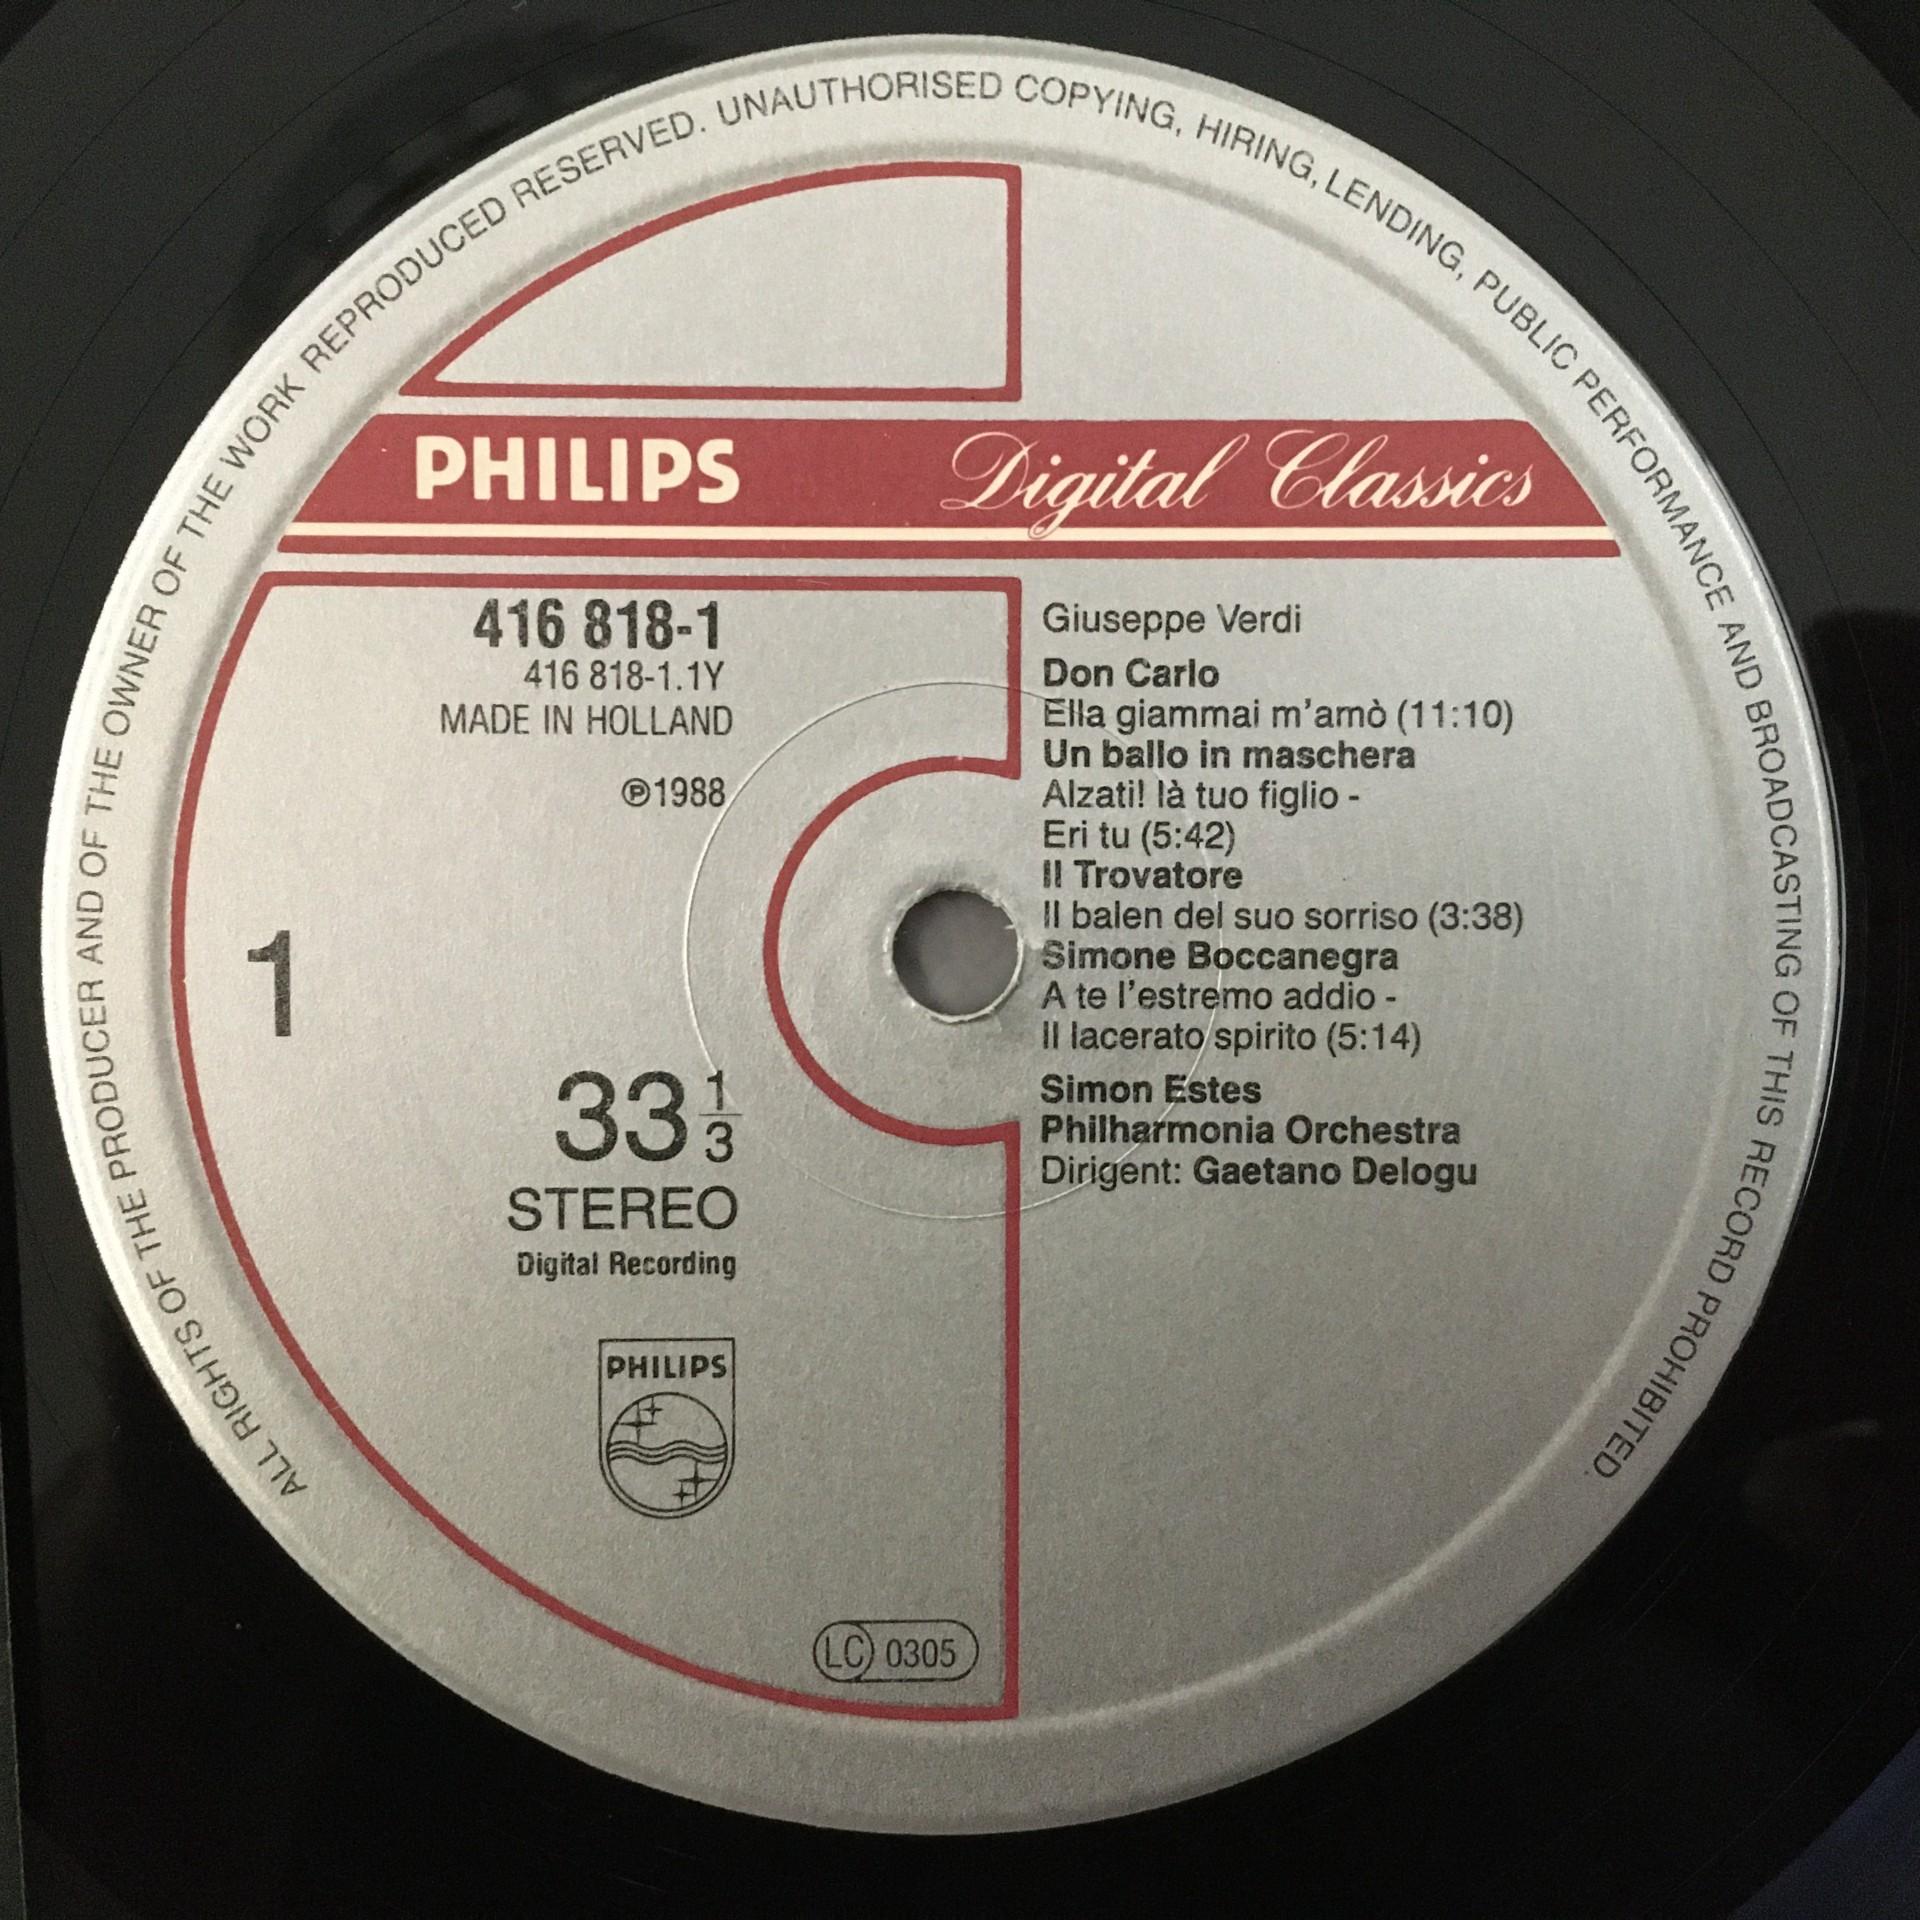 ALL RIGHTS OF THE PRODUCER AND OF THE OWNER OF THE WORK REPRODUCED RESERVED. UNAUTHORISED COPYING, HIRING, LENDING, PUBLIC PERFORMANCE AND BROADCASTING OF THIS RECORD PROHIBITED.
PHILIPS Digital Classics
416 818-1
416 818-1.1Y
MADE IN HOLLAND
℗1988
1
33 1/3
STEREO
Digital Recording
PHILIPS
LC 0305
Giuseppe Verdi
Don Carlo
Ella giammai m'amò (11:10)
Un ballo in maschera
Alzati! là tuo figlio -
Eri tu (5:42)
Il Trovatore
Il balen del suo sorriso (3:38)
Simone Boccanegra
A te l'estremo addio -
Il lacerato spirito (5:14)
Simon Estes
Philharmonia Orchestra
Dirigent: Gaetano Delogu